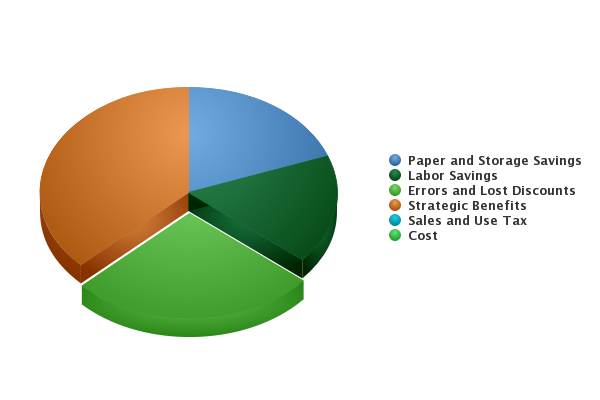 Paper and Storage Savings
Labor Savings
Errors and Lost Discounts
Strategic Benefits
Sales and Use Tax
Cost